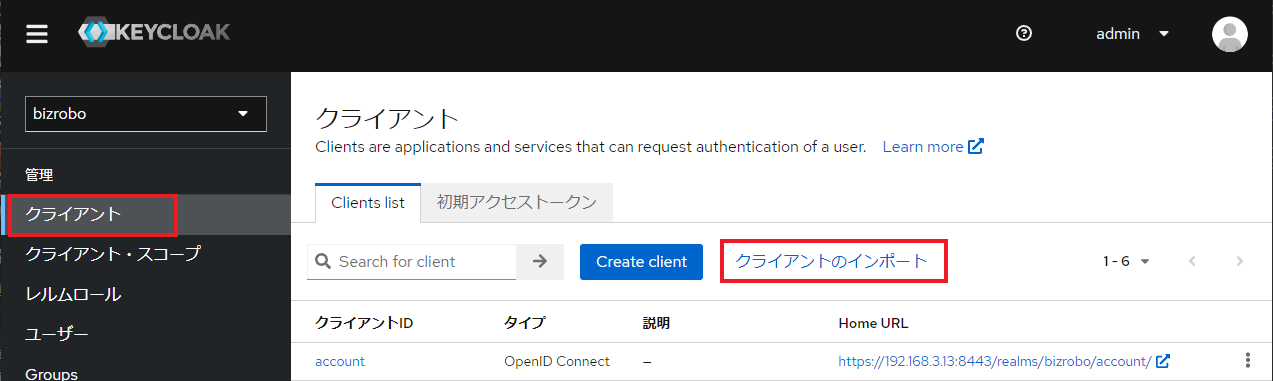 KEYCLOAK
admin
bizrobo
管理
クライアント
クライアント・スコープ
レルムロール
ユーザー
Groups
クライアント
Clients are applications and services that can request authentication of a user. Learn more
Clients list 初期アクセストークン
Search for client Create client クライアントのインポート 1 - 6
クライアントID タイプ 説明 Home URL
account OpenID Connect – https://192.168.3.13:8443/realms/bizrobo/account/